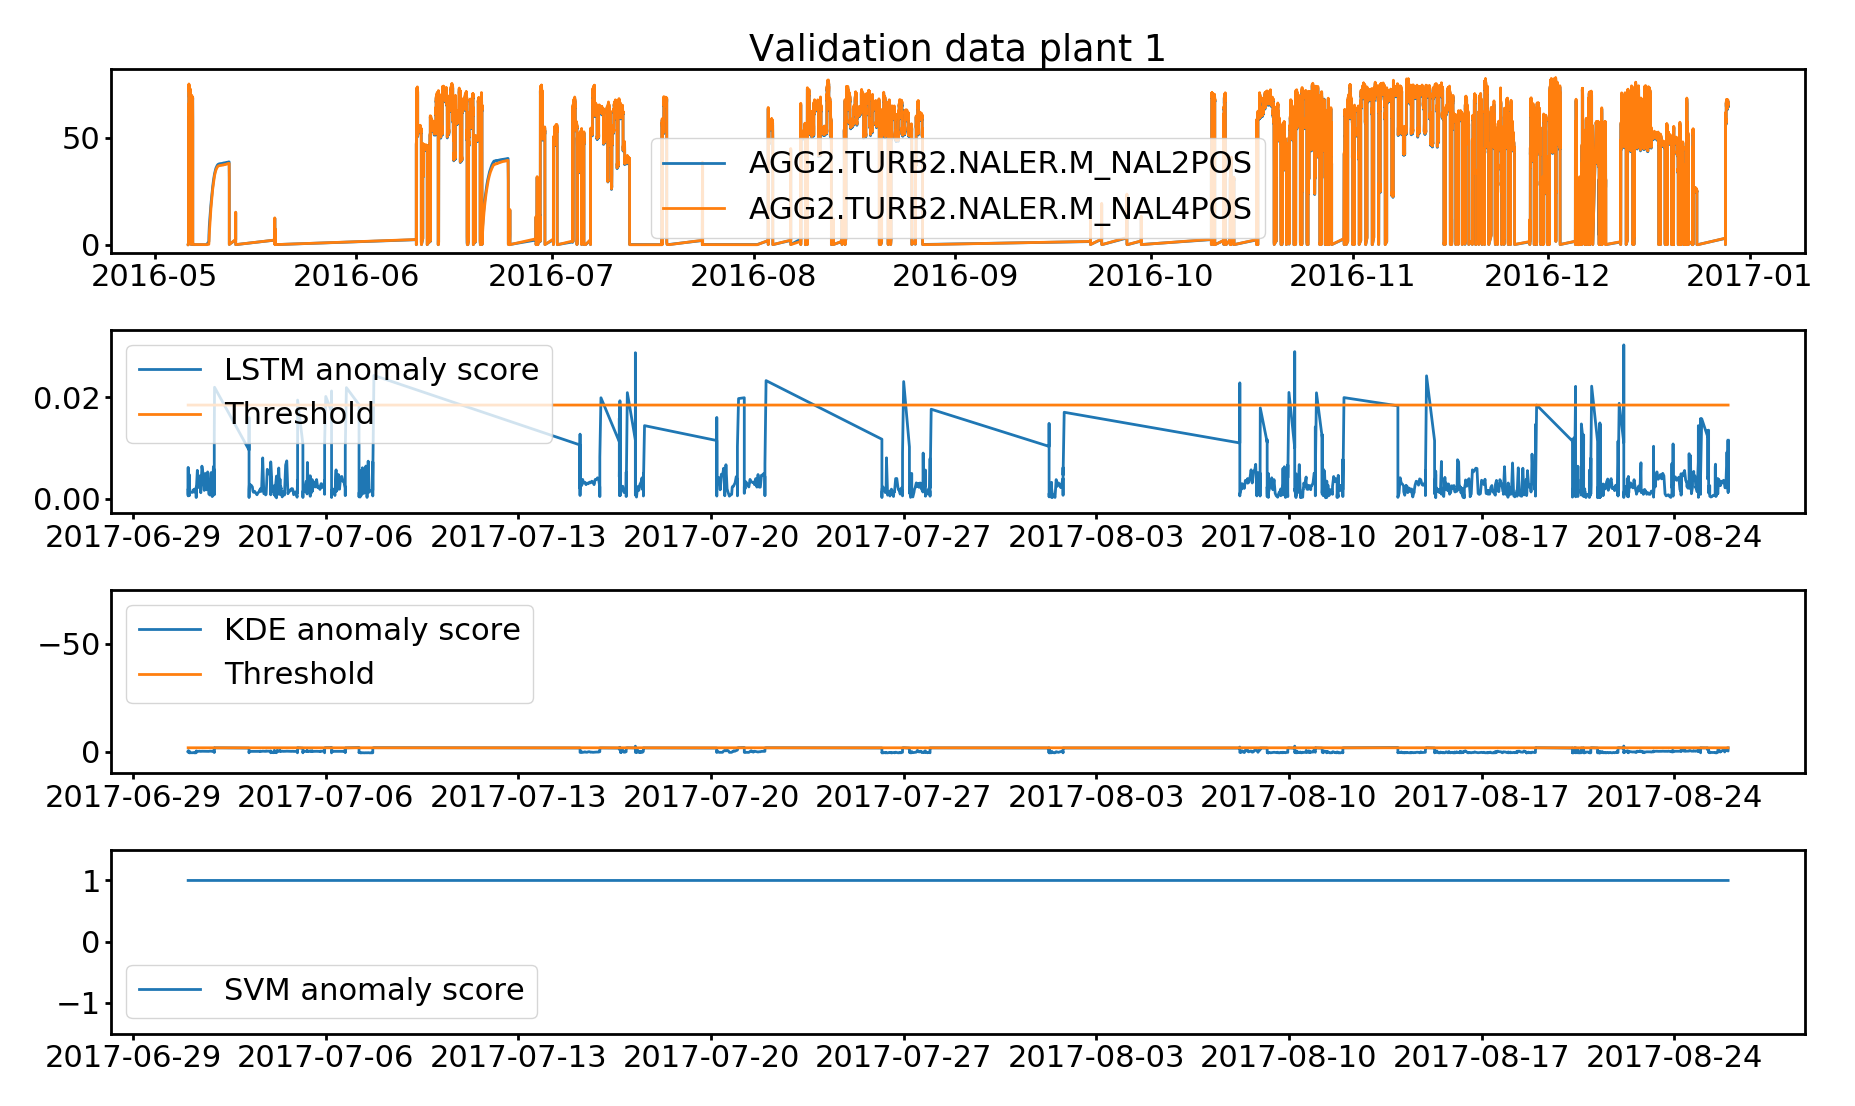 Validation data plant 1
50
0
AGG2.TURB2.NALER.M_NAL2POS
AGG2.TURB2.NALER.M_NAL4POS
2016-05 2016-06 2016-07 2016-08 2016-09 2016-10 2016-11 2016-12 2017-01
0.02
0.00
LSTM anomaly score
Threshold
2017-06-29 2017-07-06 2017-07-13 2017-07-20 2017-07-27 2017-08-03 2017-08-10 2017-08-17 2017-08-24
−50
0
KDE anomaly score
Threshold
2017-06-29 2017-07-06 2017-07-13 2017-07-20 2017-07-27 2017-08-03 2017-08-10 2017-08-17 2017-08-24
1
0
−1
SVM anomaly score
2017-06-29 2017-07-06 2017-07-13 2017-07-20 2017-07-27 2017-08-03 2017-08-10 2017-08-17 2017-08-24